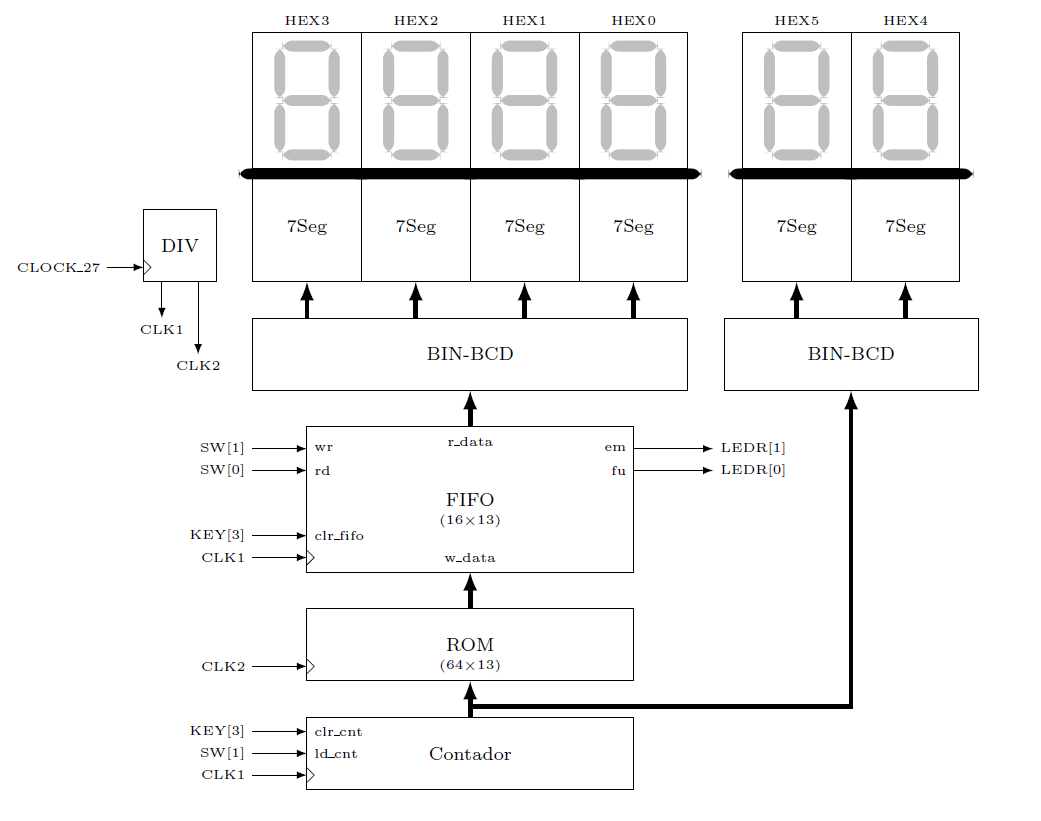 HEX3 HEX2 HEX1 HEX0 HEX5 HEX4
7Seg 7Seg 7Seg 7Seg 7Seg 7Seg
DIV
CLOCK_27
CLK1
CLK2
BIN-BCD BIN-BCD
SW[1] wr r_data em LEDR[1]
SW[0] rd fu LEDR[0]
FIFO
(16×13)
KEY[3] clr_fifo
CLK1 w_data
ROM
CLK2 (64×13)
KEY[3] clr_cnt
SW[1] ld_cnt Contador
CLK1